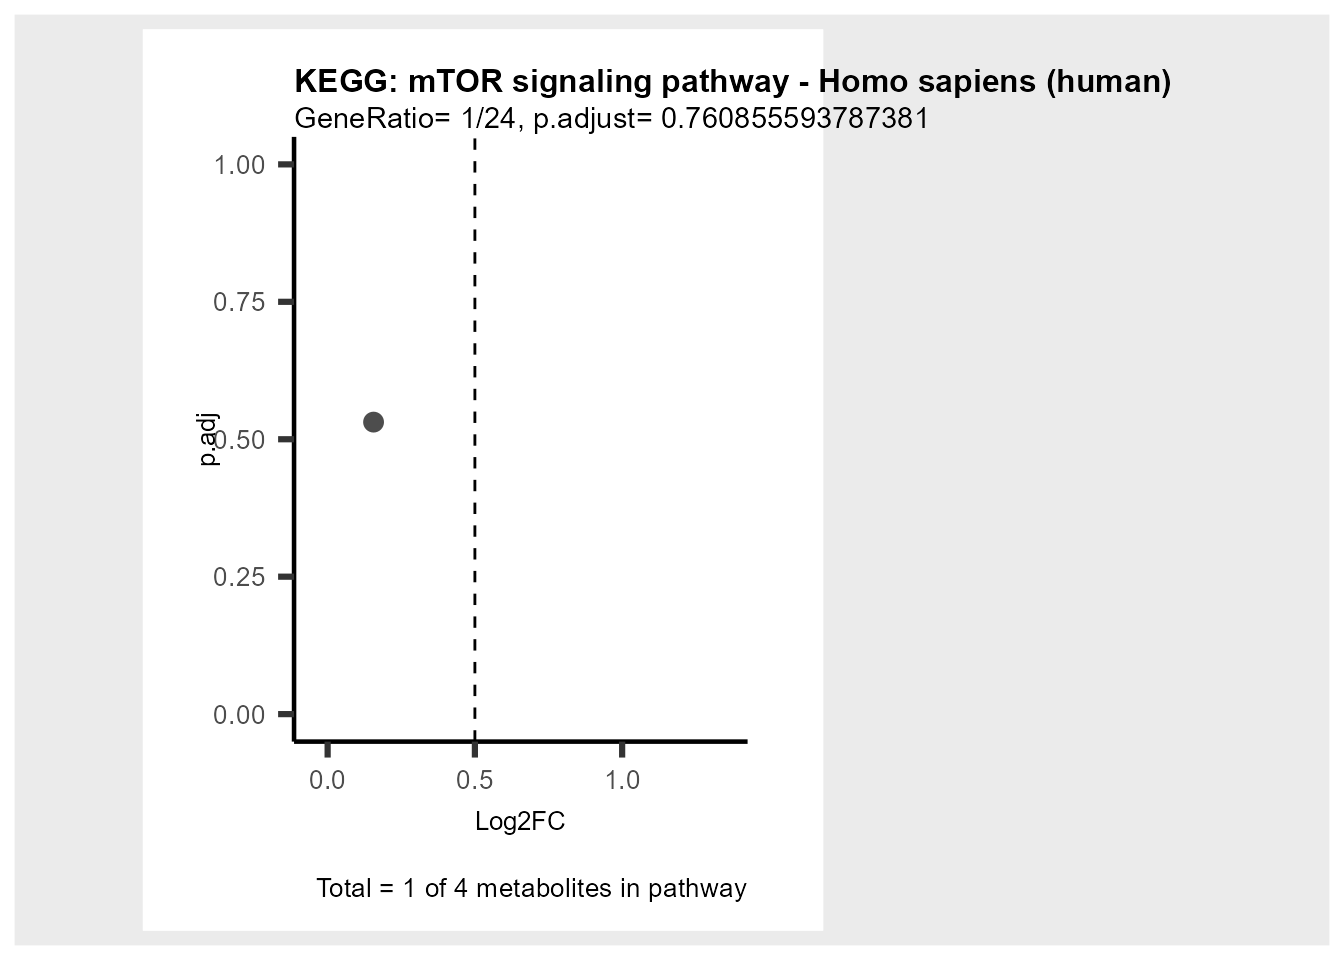 KEGG: mTOR signaling pathway - Homo sapiens (human)
GeneRatio= 1/24, p.adjust= 0.760855593787381
1.00
0.75
p.adj
0.50
0.25
0.00
0.0 0.5 1.0
Log2FC
Total = 1 of 4 metabolites in pathway